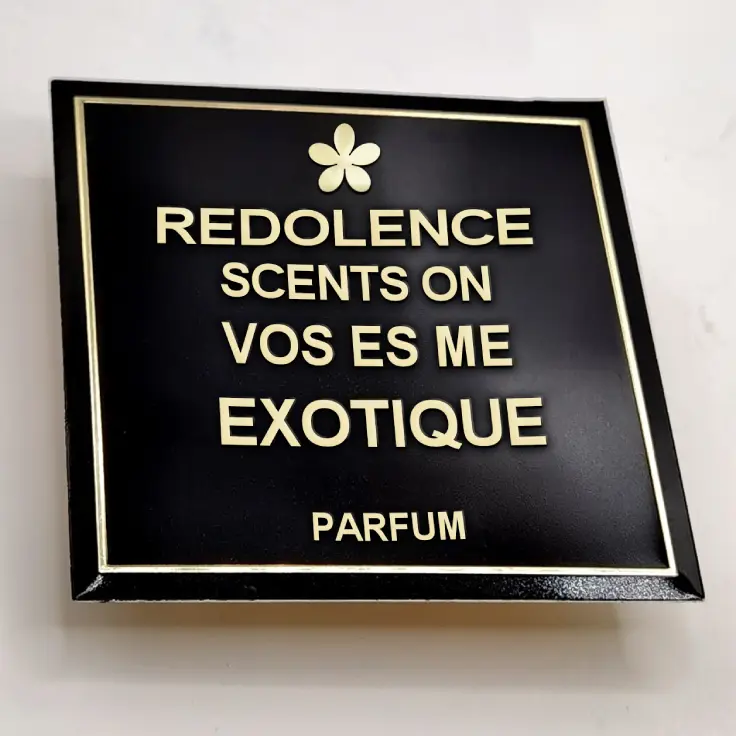 REDOLENCE
SCENTS ON
VOS ES ME
EXOTIQUE
PARFUM